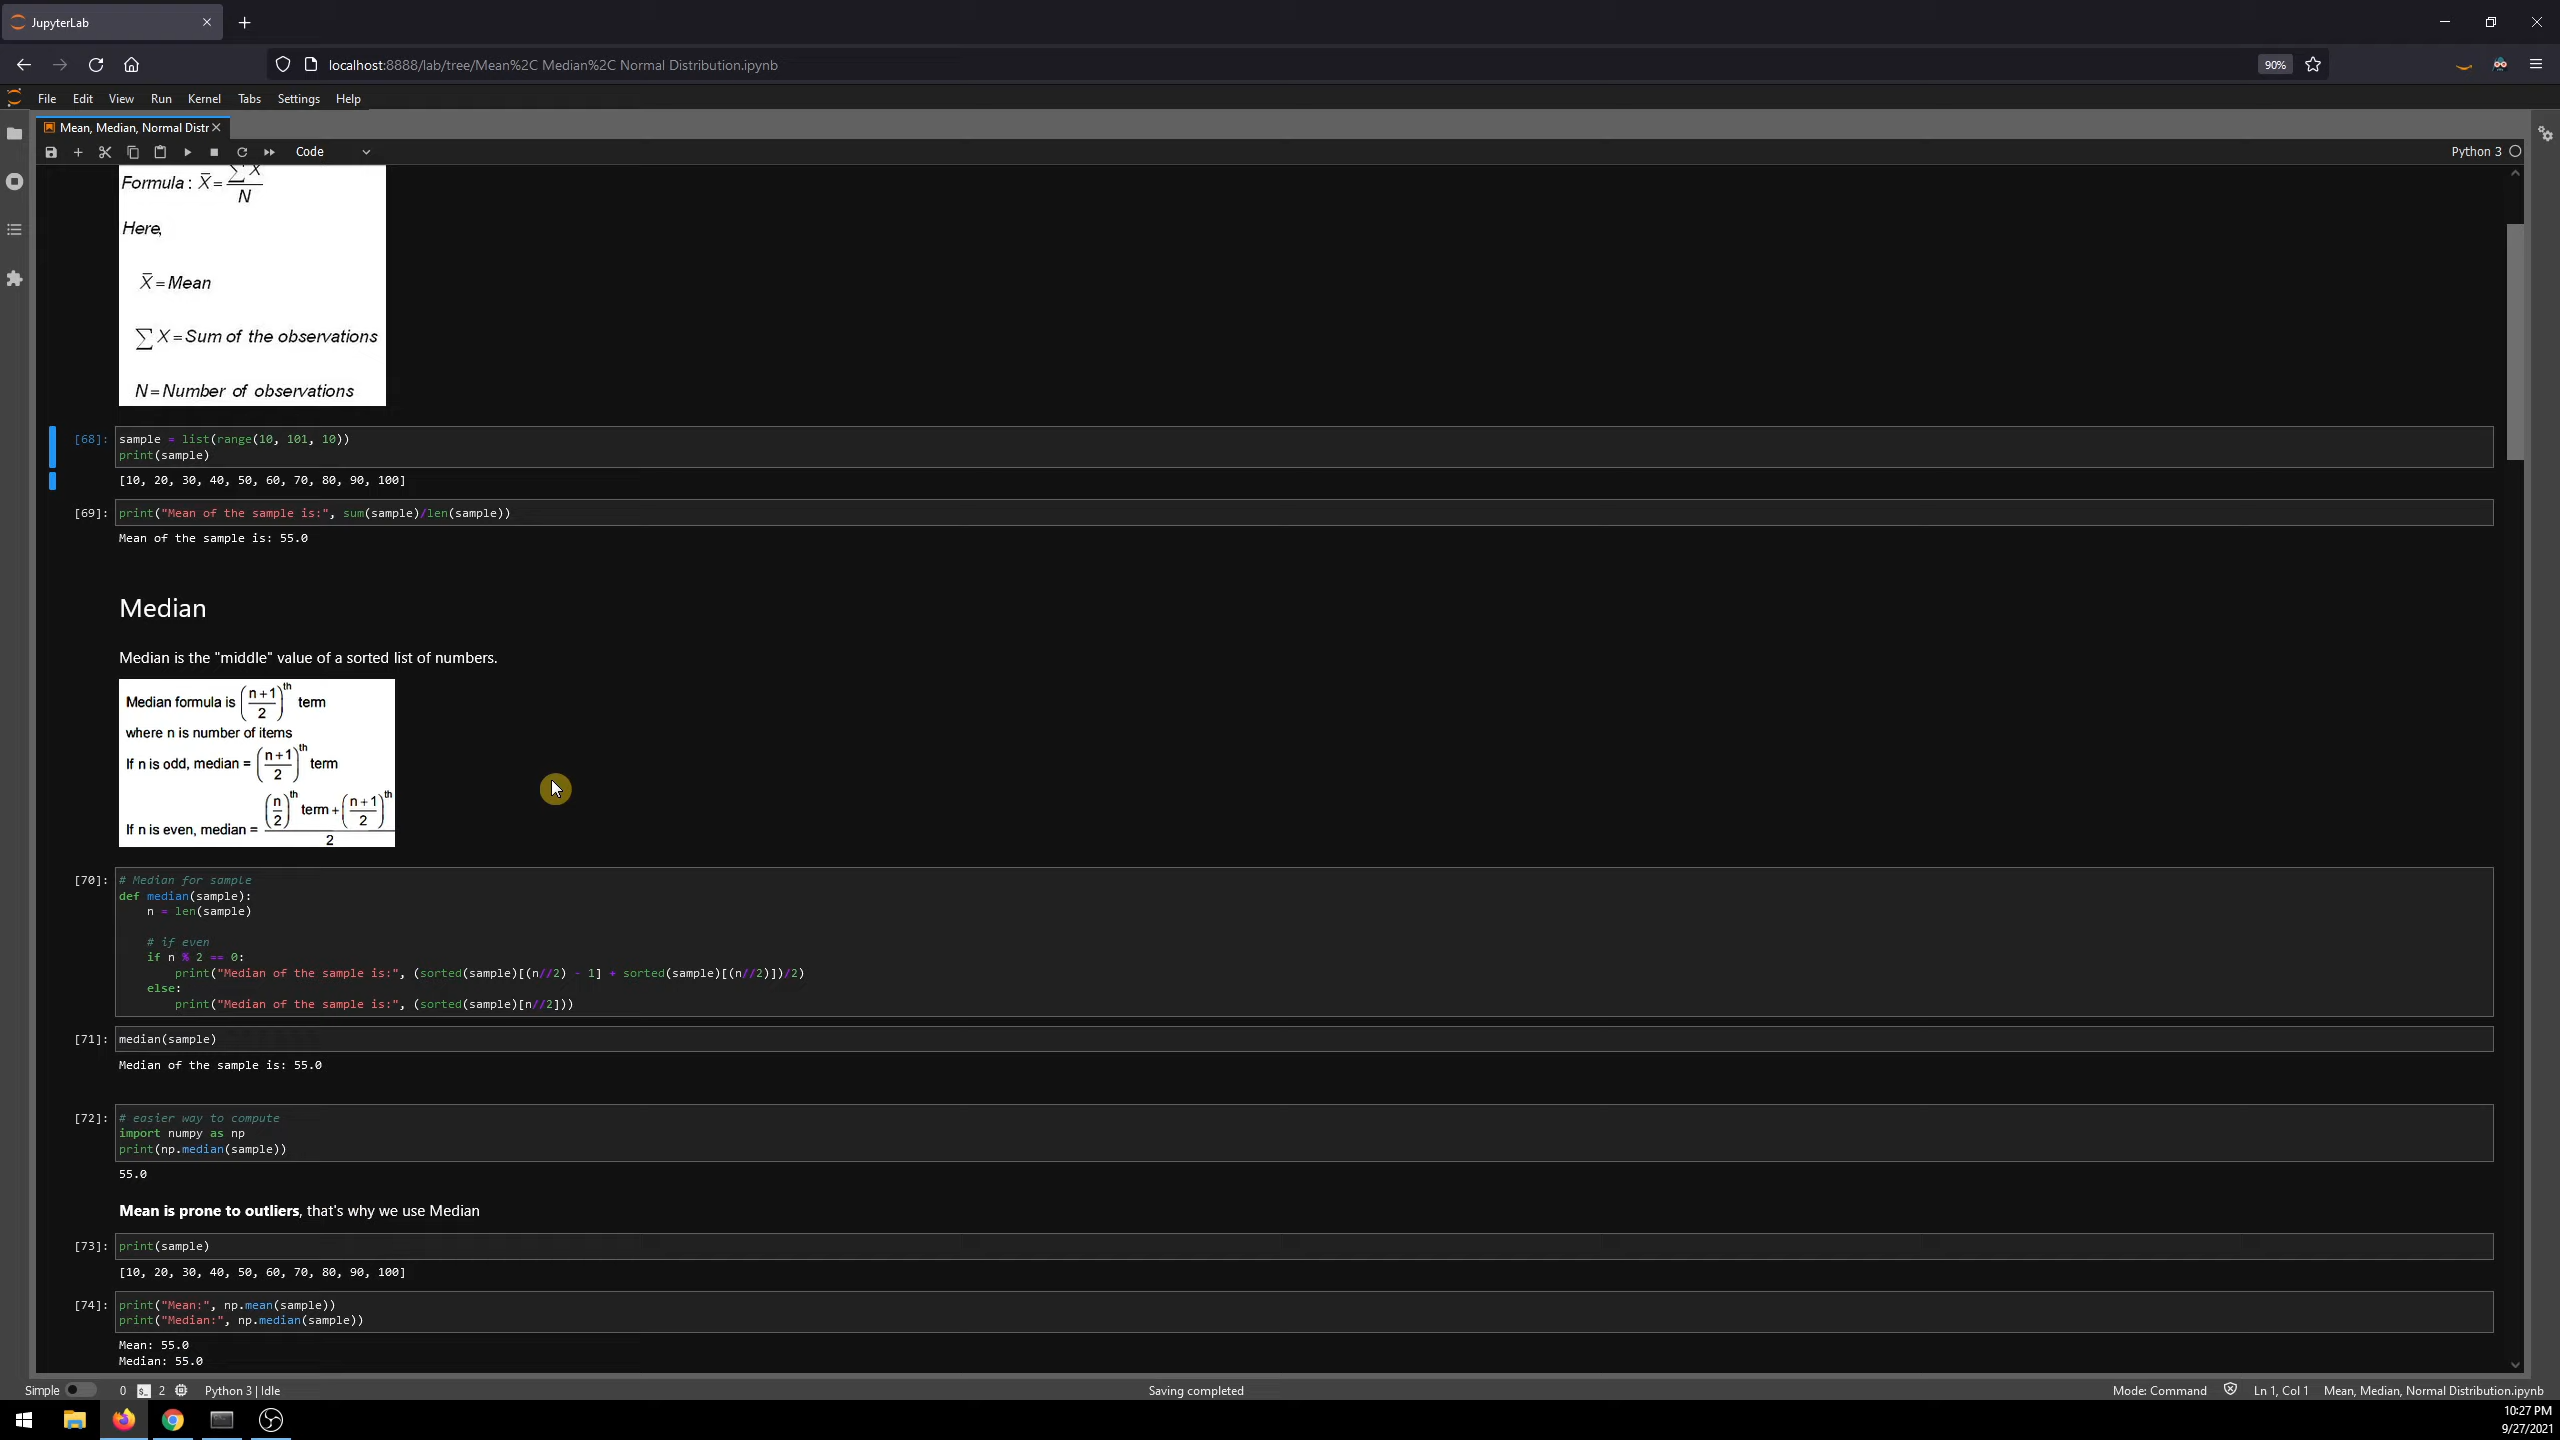 JupyterLab
localhost:8888/lab/tree/Mean%2C Median%2C Normal Distribution.ipynb
90%
File Edit View Run Kernel Tabs Settings Help
Mean, Median, Normal Distr
Code
Python 3
Formula : X̄ = ∑ X / N
Here,
X̄ = Mean
∑ X = Sum of the observations
N = Number of observations
[68]: sample = list(range(10, 101, 10))
print(sample)
[10, 20, 30, 40, 50, 60, 70, 80, 90, 100]
[69]: print("Mean of the sample is:", sum(sample)/len(sample))
Mean of the sample is: 55.0
Median
Median is the "middle" value of a sorted list of numbers.
Median formula is ((n+1)/2)th term
where n is number of items
If n is odd, median = ((n+1)/2)th term
If n is even, median = ((n/2)th term + ((n+1)/2)th) / 2
[70]: # Median for sample
def median(sample):
    n = len(sample)
    # if even
    if n % 2 == 0:
        print("Median of the sample is:", (sorted(sample)[(n//2) - 1] + sorted(sample)[(n//2)])/2)
    else:
        print("Median of the sample is:", (sorted(sample)[n//2]))
[71]: median(sample)
Median of the sample is: 55.0
[72]: # easier way to compute
import numpy as np
print(np.median(sample))
55.0
Mean is prone to outliers, that's why we use Median
[73]: print(sample)
[10, 20, 30, 40, 50, 60, 70, 80, 90, 100]
[74]: print("Mean:", np.mean(sample))
print("Median:", np.median(sample))
Mean: 55.0
Median: 55.0
Simple 0 2 Python 3 | Idle Saving completed Mode: Command Ln 1, Col 1 Mean, Median, Normal Distribution.ipynb
10:27 PM
9/27/2021